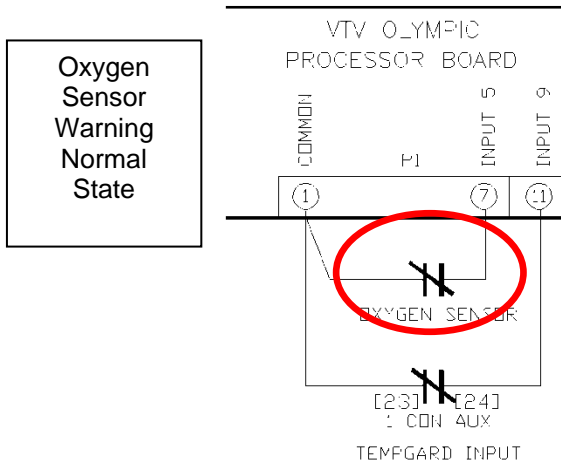 Oxygen
Sensor
Warning
Normal
State
VTV OLYMPIC
PROCESSOR BOARD
COMMON
P1
INPUT 5
INPUT 9
1
7
11
OXYGEN SENSOR
[23] [24]
1 CON AUX
TEMPGARD INPUT